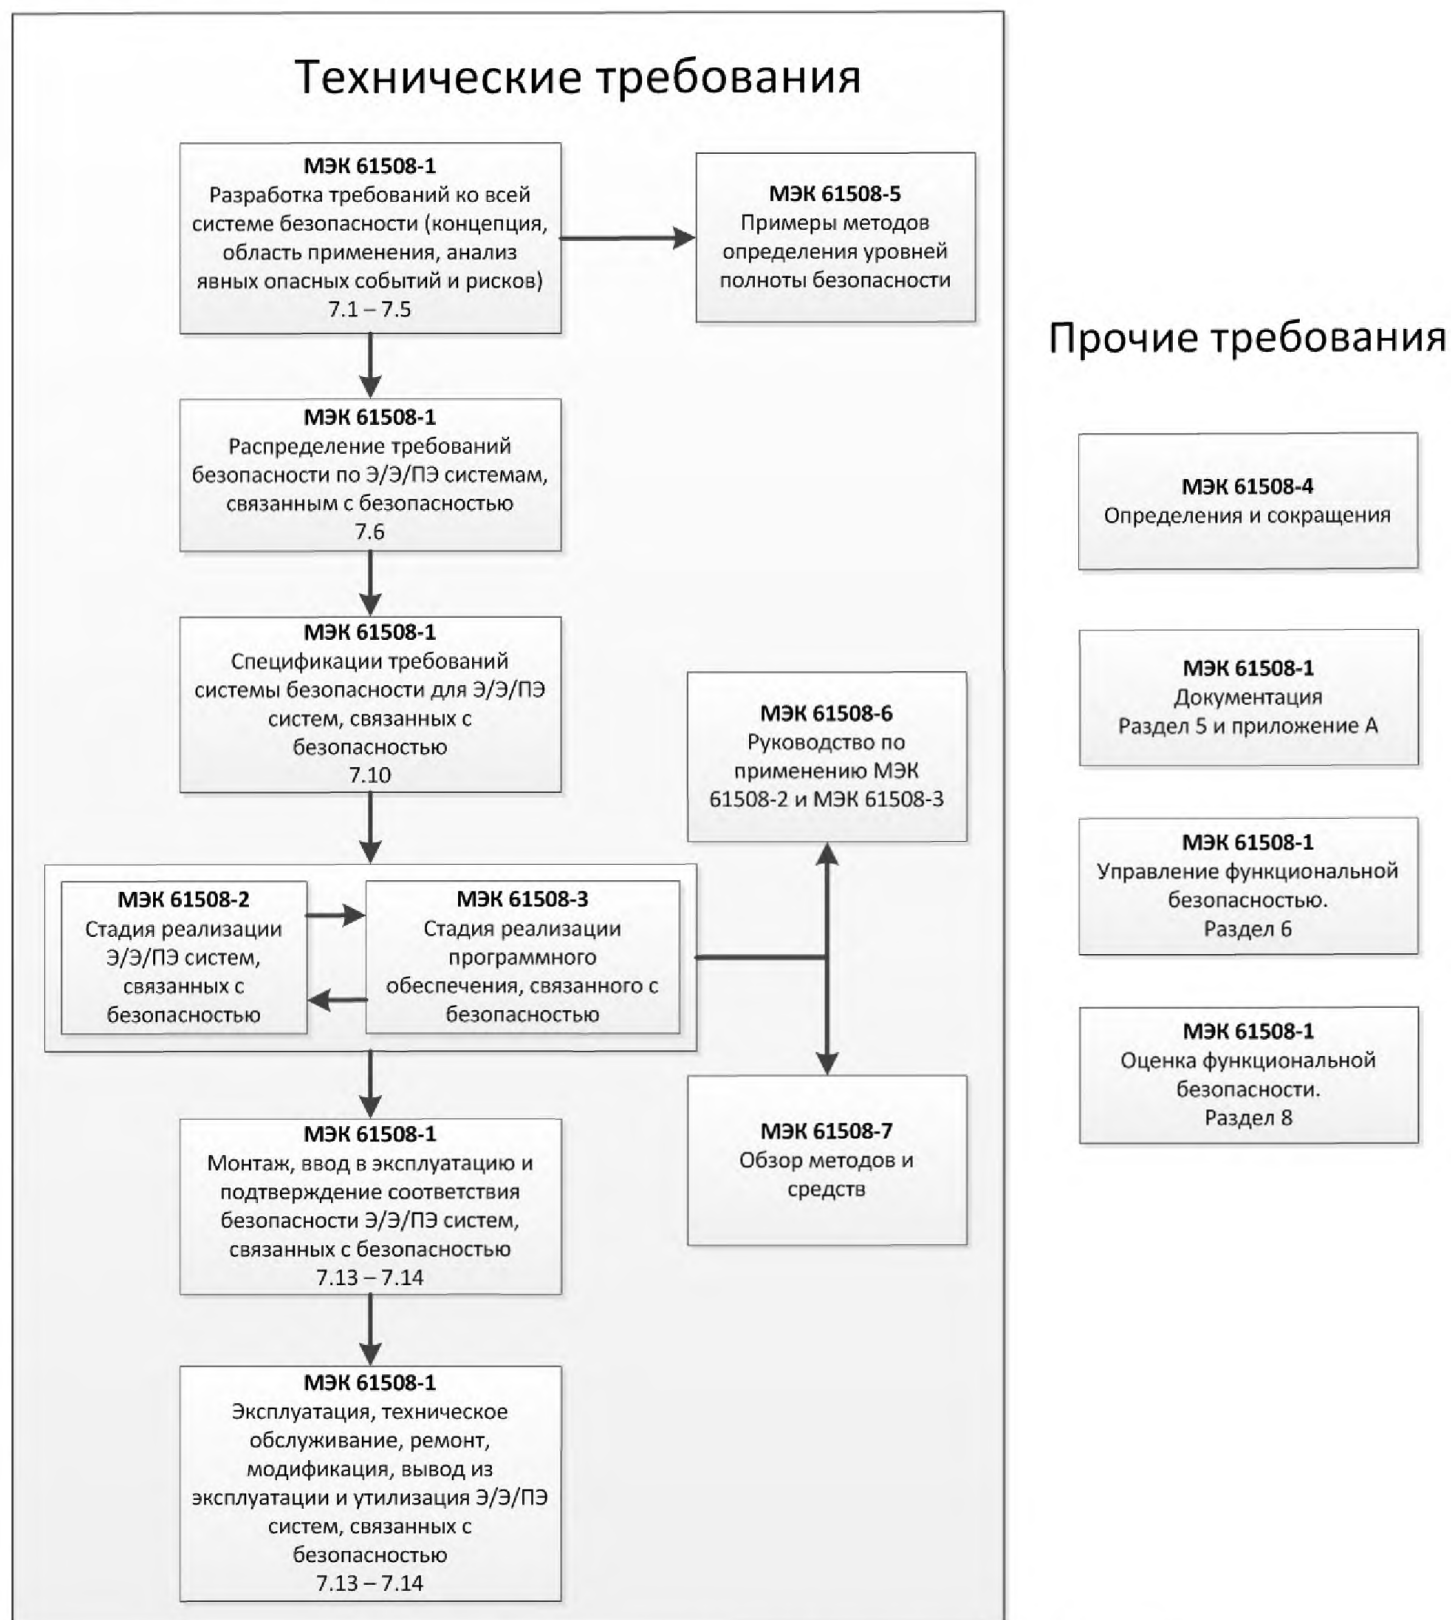 Технические требования
МЭК 61508-1
Разработка требований ко всей
системе безопасности (концепция,
область применения, анализ
явных опасных событий и рисков)
7.1 – 7.5
МЭК 61508-5
Примеры методов
определения уровней
полноты безопасности
МЭК 61508-1
Распределение требований
безопасности по Э/Э/ПЭ системам,
связанным с безопасностью
7.6
МЭК 61508-1
Спецификации требований
системы безопасности для Э/Э/ПЭ
систем, связанных с
безопасностью
7.10
МЭК 61508-6
Руководство по
применению МЭК
61508-2 и МЭК 61508-3
МЭК 61508-2
Стадия реализации
Э/Э/ПЭ систем,
связанных с
безопасностью
МЭК 61508-3
Стадия реализации
программного
обеспечения, связанного с
безопасностью
МЭК 61508-7
Обзор методов и
средств
МЭК 61508-1
Монтаж, ввод в эксплуатацию и
подтверждение соответствия
безопасности Э/Э/ПЭ систем,
связанных с безопасностью
7.13 – 7.14
МЭК 61508-1
Эксплуатация, техническое
обслуживание, ремонт,
модификация, вывод из
эксплуатации и утилизация Э/Э/ПЭ
систем, связанных с
безопасностью
7.13 – 7.14
Прочие требования
МЭК 61508-4
Определения и сокращения
МЭК 61508-1
Документация
Раздел 5 и приложение А
МЭК 61508-1
Управление функциональной
безопасностью.
Раздел 6
МЭК 61508-1
Оценка функциональной
безопасности.
Раздел 8